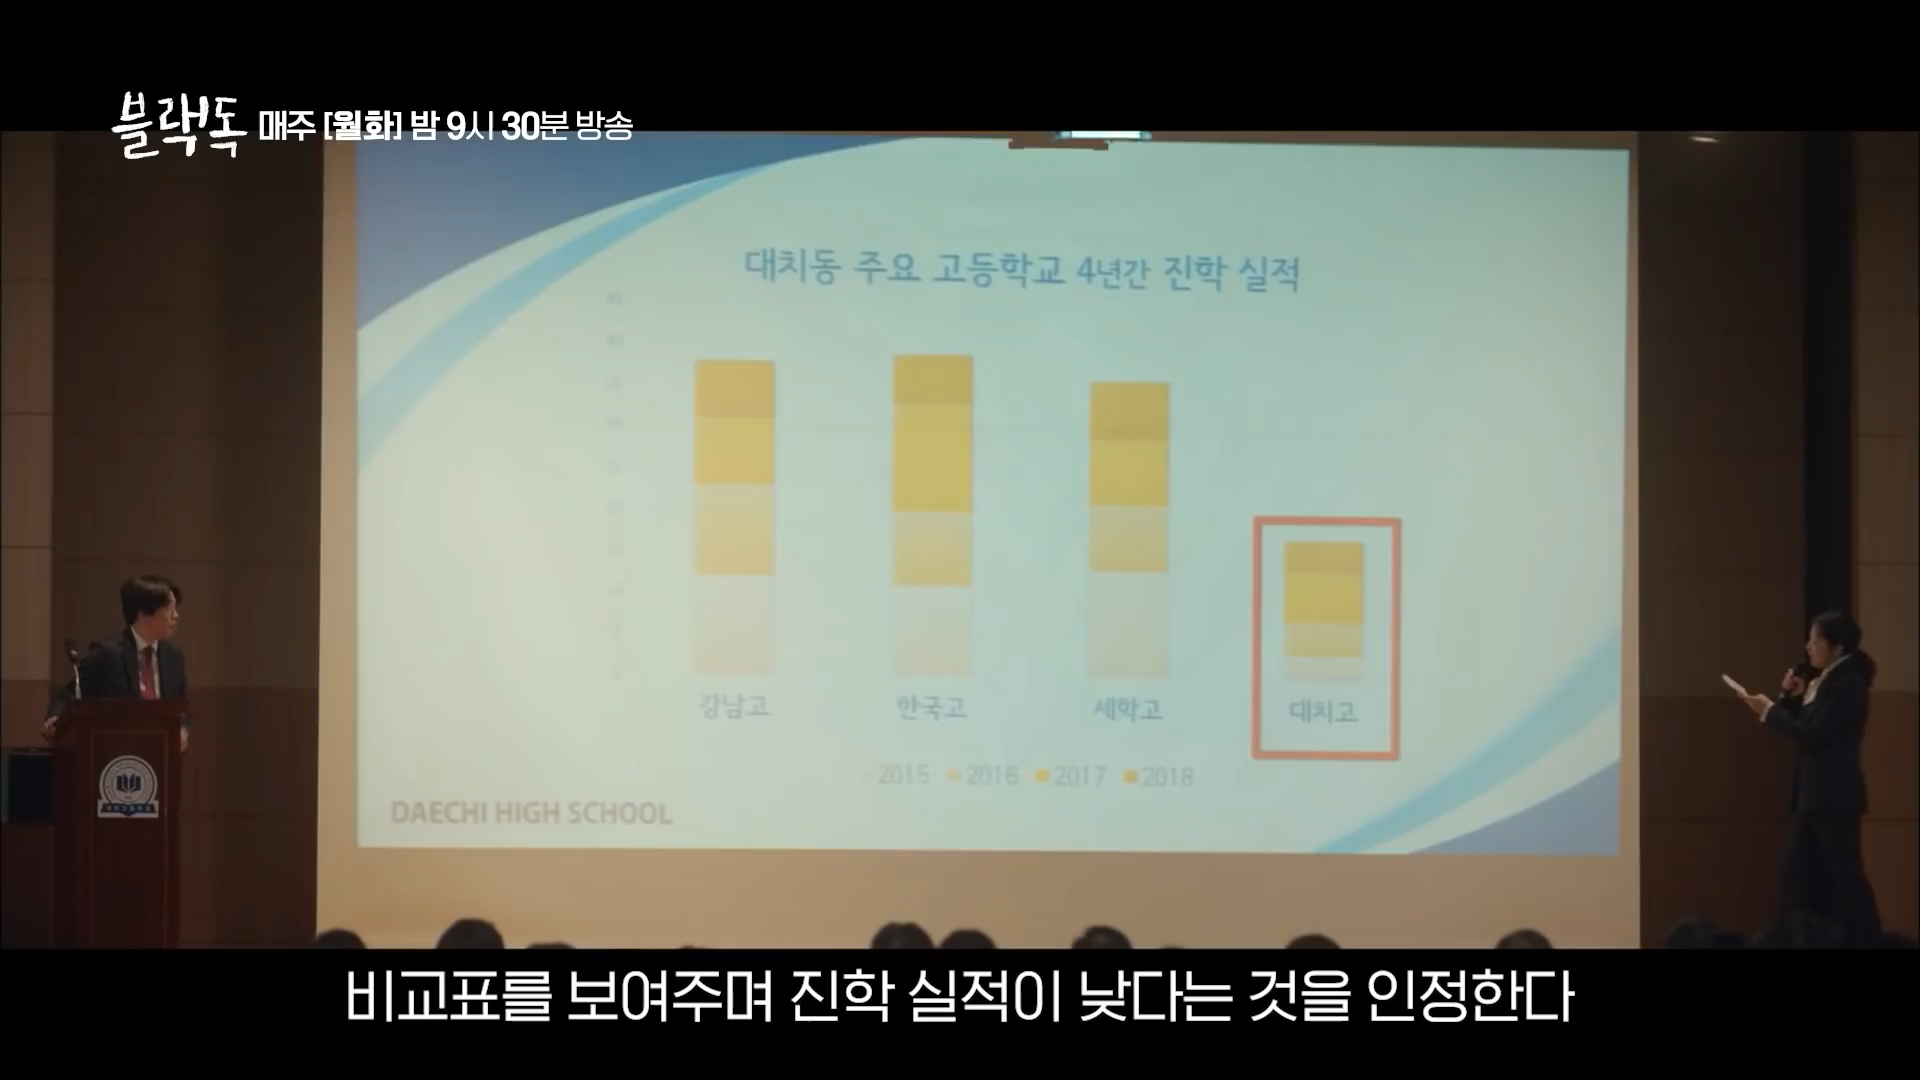 블랙독 매주 [월화] 밤 9시 30분 방송
대치동 주요 고등학교 4년간 진학 실적
강남고 한국고 세학고 대치고
2015 2016 2017 2018
DAECHI HIGH SCHOOL
비교표를 보여주며 진학 실적이 낮다는 것을 인정한다